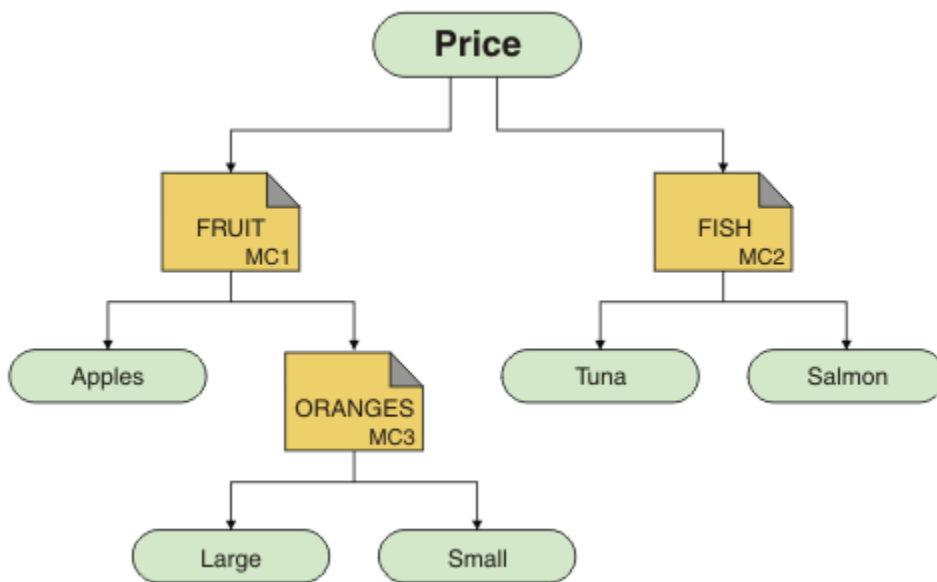 Price
FRUIT
MC1
FISH
MC2
Apples
ORANGES
MC3
Tuna
Salmon
Large
Small